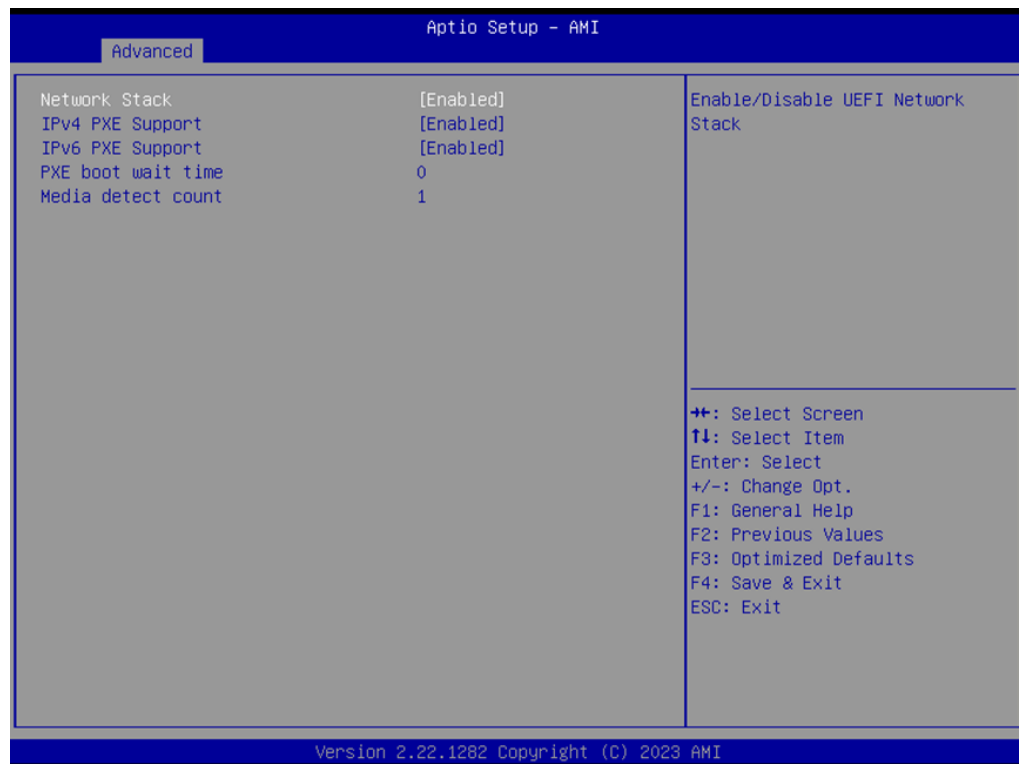 Aptio Setup – AMI
Advanced
Network Stack [Enabled]
IPv4 PXE Support [Enabled]
IPv6 PXE Support [Enabled]
PXE boot wait time 0
Media detect count 1
Enable/Disable UEFI Network
Stack
→←: Select Screen
↑↓: Select Item
Enter: Select
+/-: Change Opt.
F1: General Help
F2: Previous Values
F3: Optimized Defaults
F4: Save & Exit
ESC: Exit
Version 2.22.1282 Copyright (C) 2023 AMI